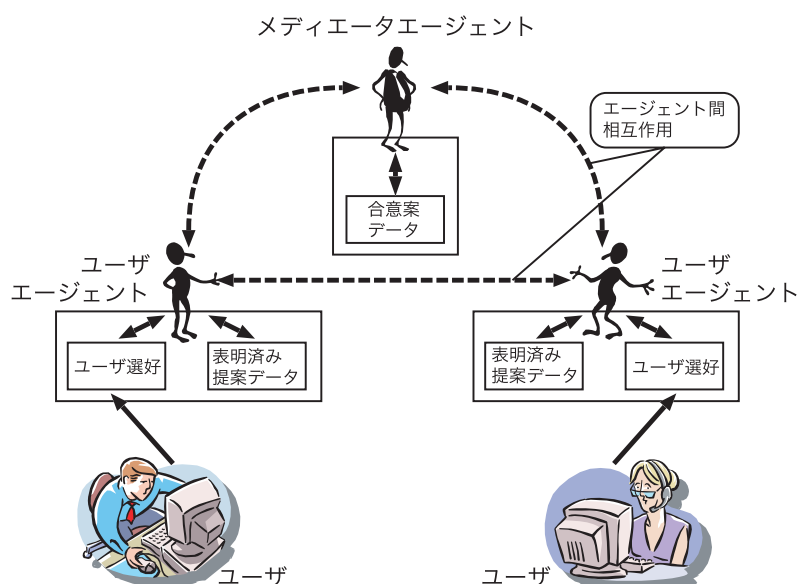 メディエータエージェント
エージェント間
相互作用
合意案
データ
ユーザ
エージェント
ユーザ
エージェント
ユーザ選好
表明済み
提案データ
表明済み
提案データ
ユーザ選好
ユーザ
ユーザ